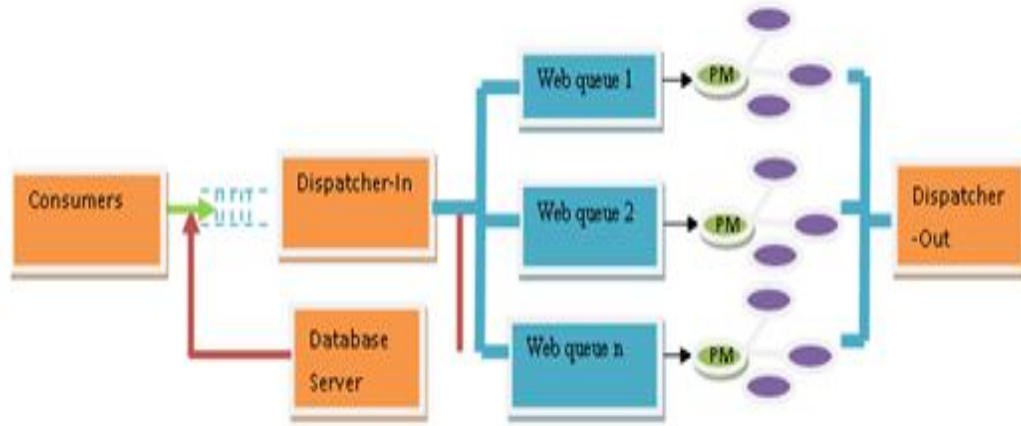 Consumers
Dispatcher-In
Database
Server
Web queue 1
Web queue 2
Web queue n
PM
PM
PM
Dispatcher
-Out